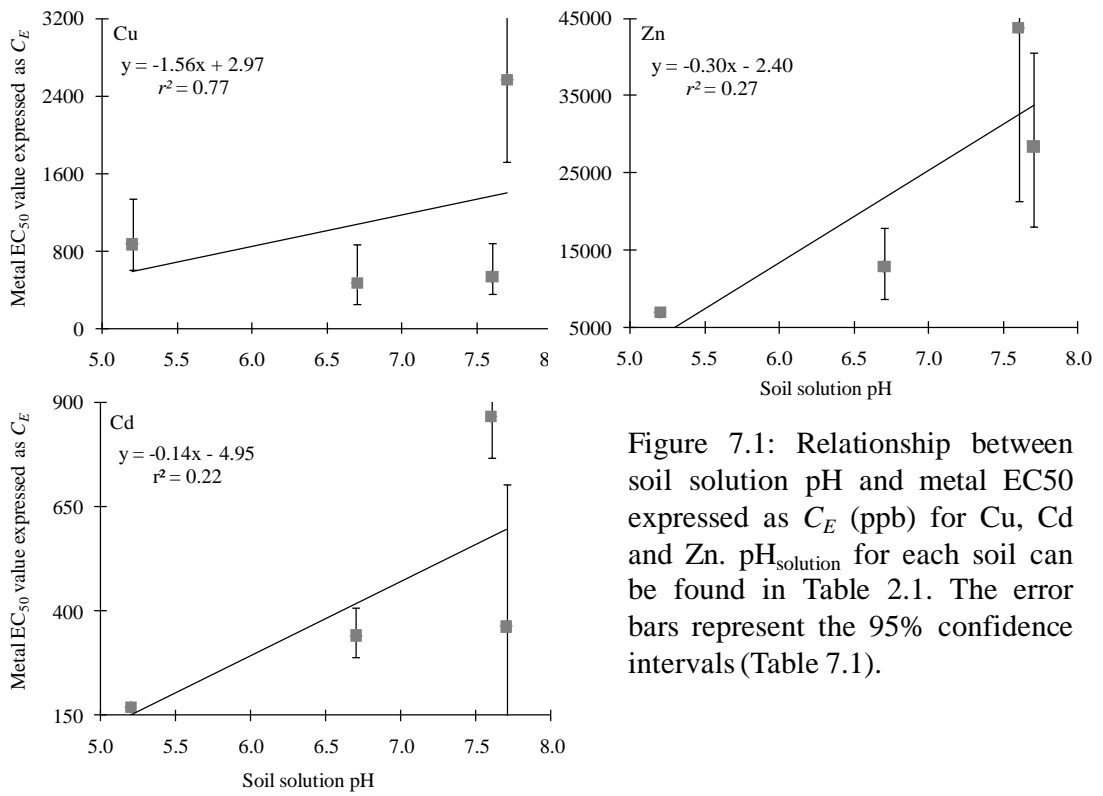 Metal EC50 value expressed as CE
3200
2400
1600
800
0
Cu
y = -1.56x + 2.97
r² = 0.77
5.0 5.5 6.0 6.5 7.0 7.5 8.
45000
35000
25000
15000
5000
Zn
y = -0.30x - 2.40
r² = 0.27
5.0 5.5 6.0 6.5 7.0 7.5 8.0
Soil solution pH
Metal EC50 value expressed as CE
900
650
400
150
Cd
y = -0.14x - 4.95
r² = 0.22
5.0 5.5 6.0 6.5 7.0 7.5 8.0
Soil solution pH
Figure 7.1: Relationship between
soil solution pH and metal EC50
expressed as CE (ppb) for Cu, Cd
and Zn. pHsolution for each soil can
be found in Table 2.1. The error
bars represent the 95% confidence
intervals (Table 7.1).